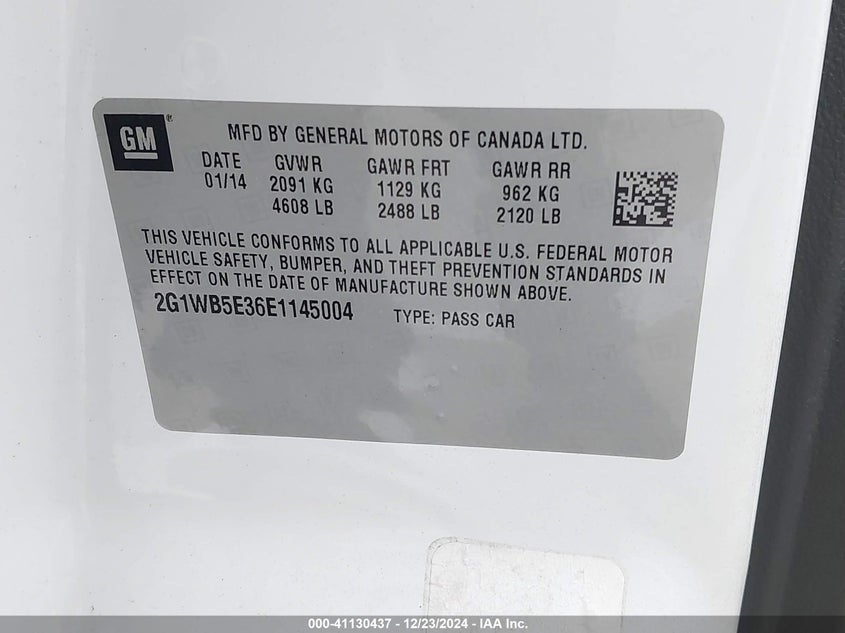 GM®
MFD BY GENERAL MOTORS OF CANADA LTD.
DATE GVWR GAWR FRT GAWR RR
01/14 2091 KG 1129 KG 962 KG
4608 LB 2488 LB 2120 LB
THIS VEHICLE CONFORMS TO ALL APPLICABLE U.S. FEDERAL MOTOR
VEHICLE SAFETY, BUMPER, AND THEFT PREVENTION STANDARDS IN
EFFECT ON THE DATE OF MANUFACTURE SHOWN ABOVE.
2G1WB5E36E1145004 TYPE: PASS CAR
000-41130437 - 12/23/2024 - IAA Inc.